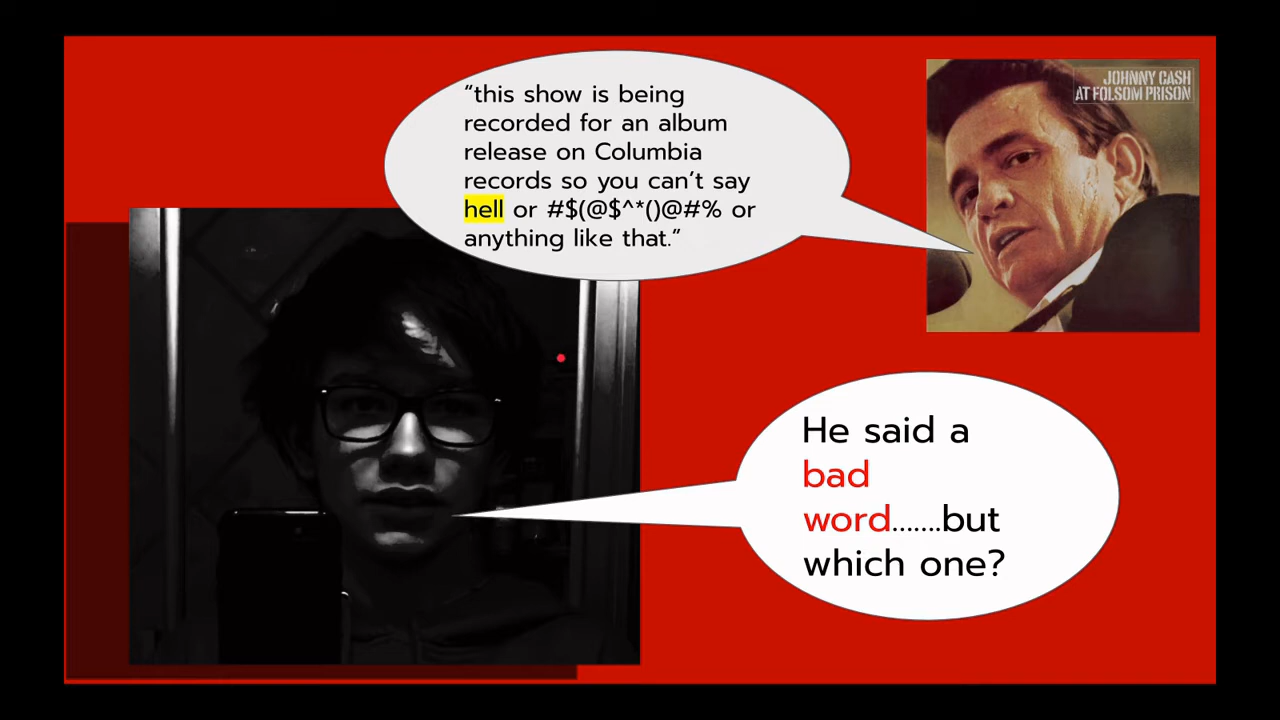 "this show is being
recorded for an album
release on Columbia
records so you can't say
hell or #$(@$^*()@#% or
anything like that."
JOHNNY CASH
AT FOLSOM PRISON
He said a
bad
word.......but
which one?